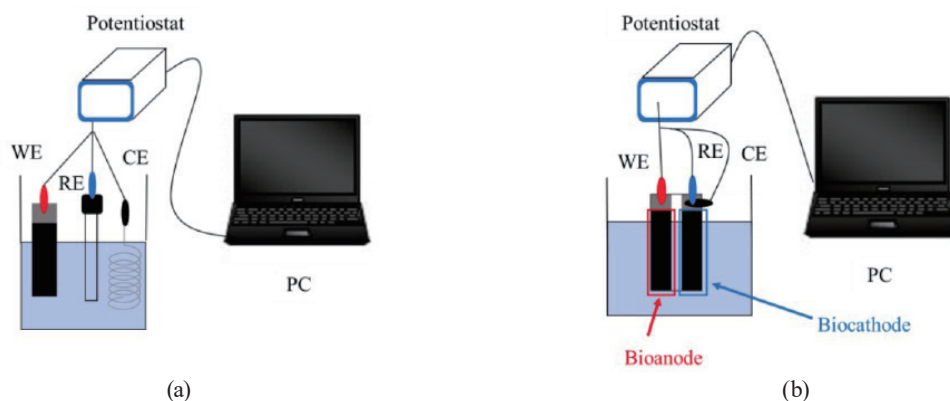 Potentiostat
WE
RE
CE
PC
(a)
Potentiostat
WE
RE
CE
PC
Biocathode
Bioanode
(b)